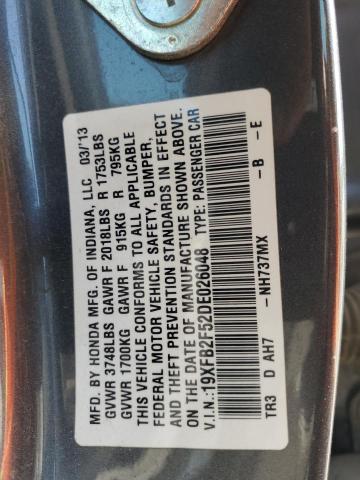 MFD. BY HONDA MFG. OF INDIANA, LLC 03/'13
GVWR 3748LBS GAWR F 2018LBS R 1753LBS
GVWR 1700KG GAWR F 915KG R 795KG
THIS VEHICLE CONFORMS TO ALL APPLICABLE
FEDERAL MOTOR VEHICLE SAFETY, BUMPER,
AND THEFT PREVENTION STANDARDS IN EFFECT
ON THE DATE OF MANUFACTURE SHOWN ABOVE.
V.I.N.:19XFB2F52DE026048 TYPE: PASSENGER CAR
TR3 D AH7 -NH737MX -B -E